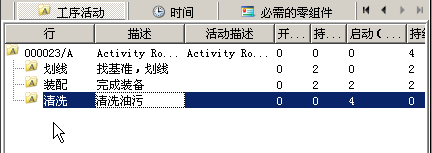 工序活动 时间 必需的零组件
行 描述 活动描述 开... 持... 启动(... 持续
000023/A Activity Ro... Activity Ro... 0 0 0 4
划线 找基准，划线 0 2 0 2
装配 完成装备 0 2 2 2
清洗 清洗油污 0 0 4 0